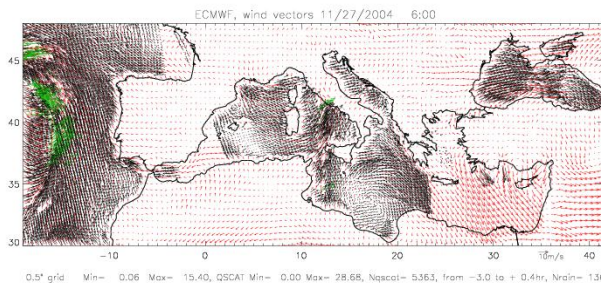 ECMWF, wind vectors 11/27/2004 6:00
45
40
35
30
-10 0 10 20 30 40
10m/s
0.5° grid Min= 0.06 Max= 15.40, QSCAT Min= 0.00 Max= 28.68, Nqscat= 5363, from -3.0 to + 0.4hr, Nrain=